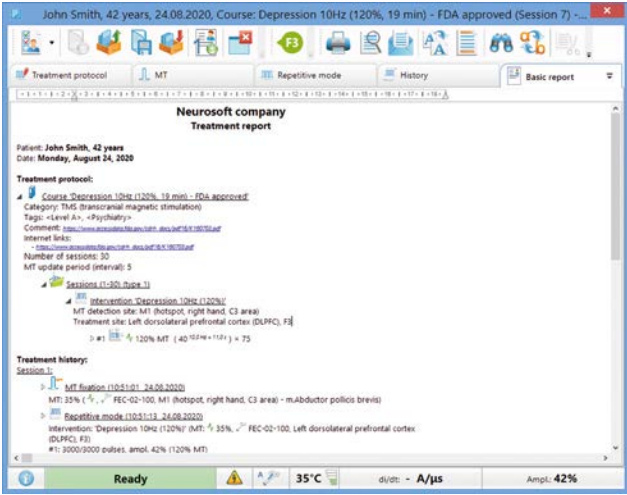 John Smith, 42 years, 24.08.2020, Course: Depression 10Hz (120%, 19 min) - FDA approved (Session 7) -...
F3
Treatment protocol
MT
Repetitive mode
History
Basic report
Neurosoft company
Treatment report
Patient: John Smith, 42 years
Date: Monday, August 24, 2020
Treatment protocol:
Course 'Depression 10Hz (120%, 19 min) - FDA approved'
Category: TMS (transcranial magnetic stimulation)
Tags: <Level A>, <Psychiatry>
Comment:
Internet links:
Number of sessions: 30
MT update period (interval): 5
Sessions (1-30) (type 1)
Intervention 'Depression 10Hz (120%)'
MT detection site: M1 (hotspot, right hand, C3 area)
Treatment site: Left dorsolateral prefrontal cortex (DLPFC), F3
#1 120% MT ( 40 10,0 Hz + 11,0 s ) × 75
Treatment history:
Session 1:
MT fixation (10:51:01 24.08.2020)
MT: 35% ( , FEC-02-100, M1 (hotspot, right hand, C3 area) - m.Abductor pollicis brevis)
Repetitive mode (10:51:13 24.08.2020)
Intervention: 'Depression 10Hz (120%)' (MT: 35%, FEC-02-100, Left dorsolateral prefrontal cortex
(DLPFC), F3)
#1: 3000/3000 pulses, ampl. 42% (120% MT)
Ready
35°C
di/dt: - A/µs
Ampl.: 42%